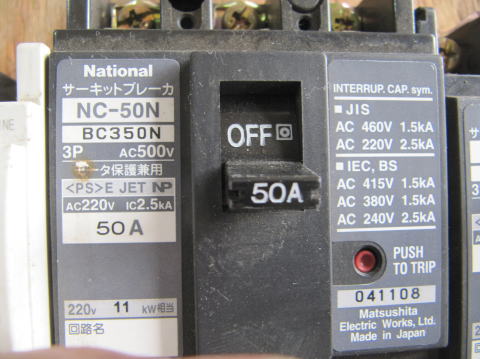 National
サーキットブレーカ
NC-50N
BC350N
3P AC500V
ータ保護兼用
<PS>E JET NP
AC220V IC2.5kA
50A
220V 11 kW相当
回路名
OFF
50A
INTERRUP. CAP. sym.
■ JIS
AC 460V 1.5kA
AC 220V 2.5kA
■ IEC, BS
AC 415V 1.5kA
AC 380V 1.5kA
AC 240V 2.5kA
PUSH
TO TRIP
041108
Matsushita
Electric Works, Ltd.
Made in Japan
INE